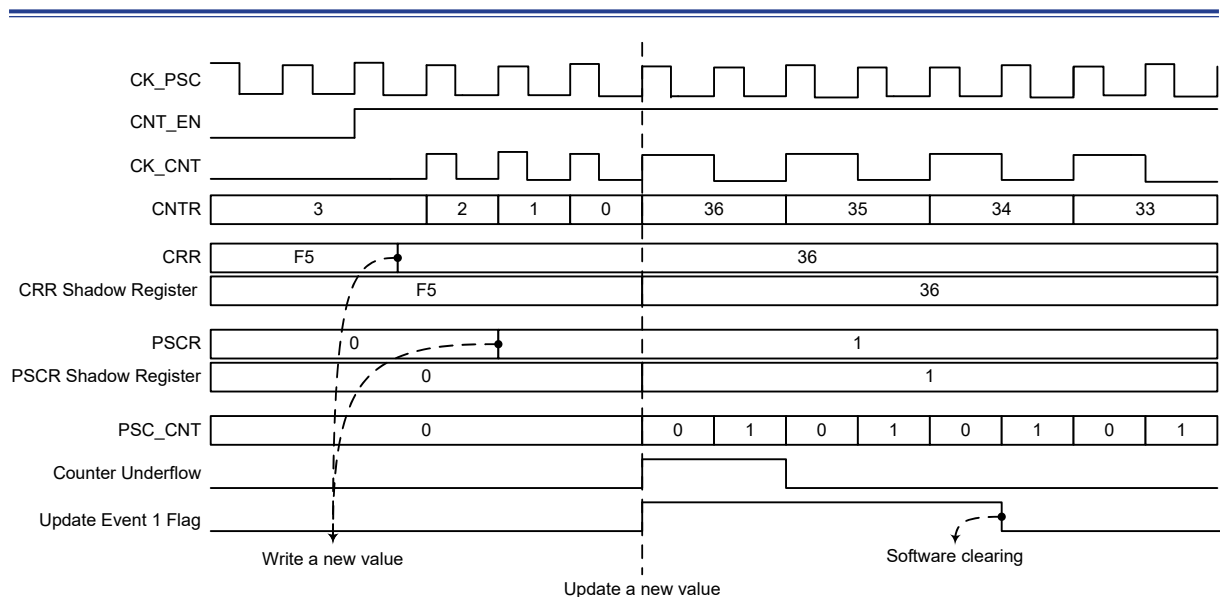 CK_PSC
CNT_EN
CK_CNT
CNTR 3 2 1 0 36 35 34 33
CRR F5 36
CRR Shadow Register F5 36
PSCR 0 1
PSCR Shadow Register 0 1
PSC_CNT 0 0 1 0 1 0 1 0 1
Counter Underflow
Update Event 1 Flag
Write a new value Software clearing
Update a new value